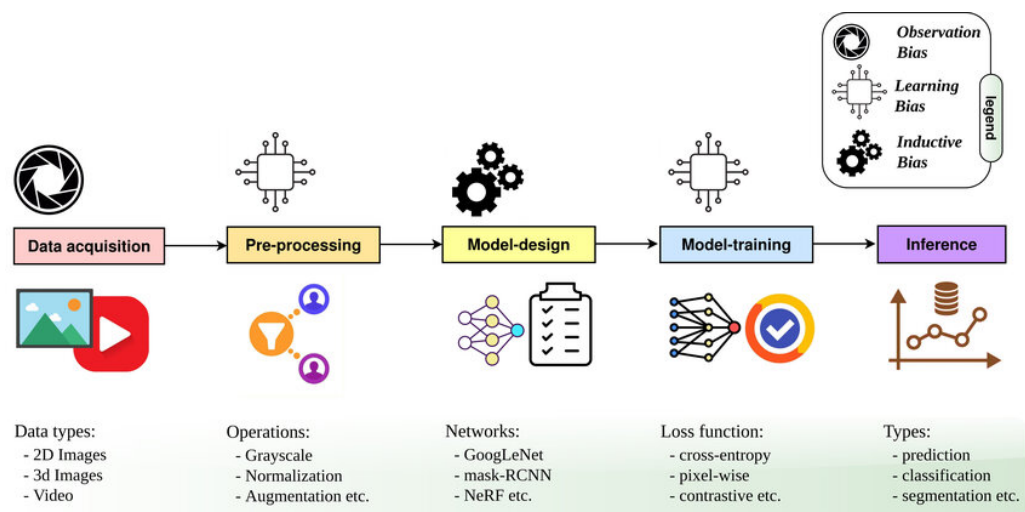 Observation
Bias
Learning
Bias
Inductive
Bias
legend
Data acquisition
Pre-processing
Model-design
Model-training
Inference
Data types:
- 2D Images
- 3d Images
- Video
Operations:
- Grayscale
- Normalization
- Augmentation etc.
Networks:
- GoogLeNet
- mask-RCNN
- NeRF etc.
Loss function:
- cross-entropy
- pixel-wise
- contrastive etc.
Types:
- prediction
- classification
- segmentation etc.